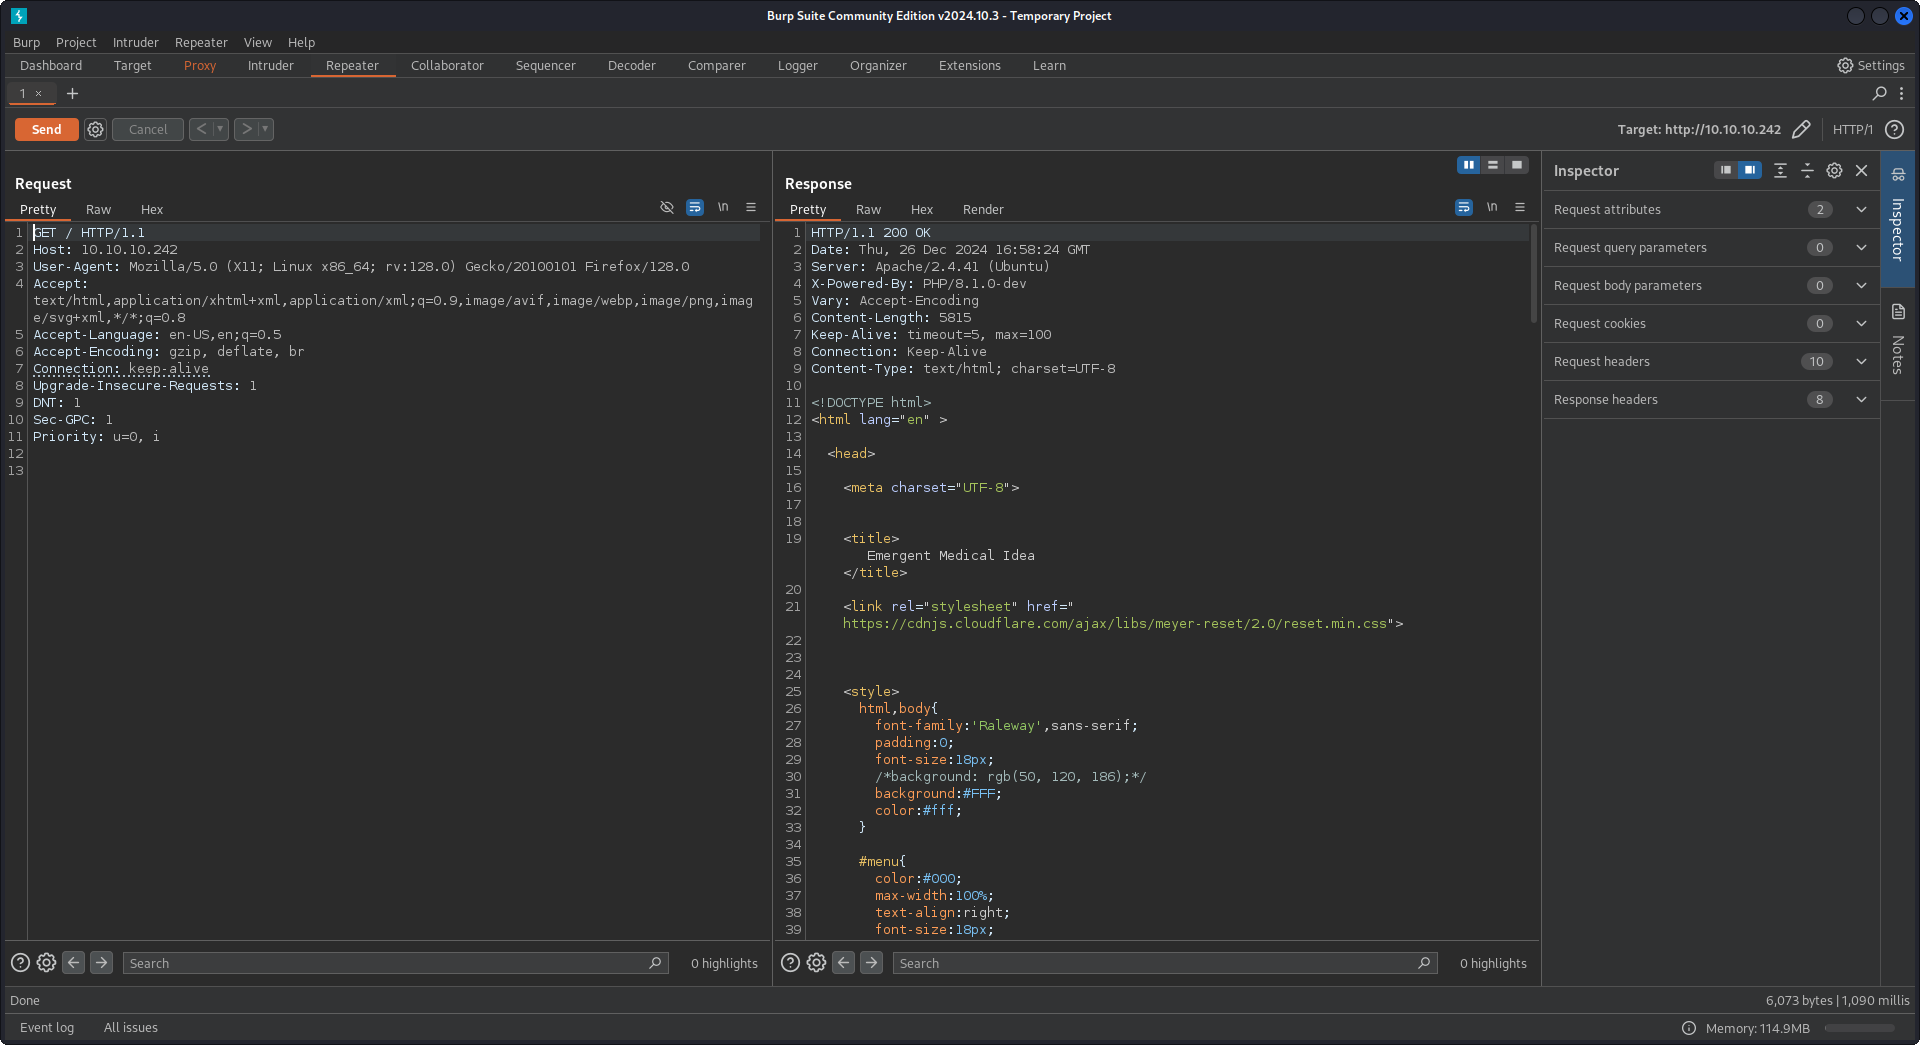 Burp Suite Community Edition v2024.10.3 - Temporary Project
Burp Project Intruder Repeater View Help
Dashboard Target Proxy Intruder Repeater Collaborator Sequencer Decoder Comparer Logger Organizer Extensions Learn Settings
1 × +
Send Cancel < > Target: http://10.10.10.242 HTTP/1 ?
Request
Pretty Raw Hex \n
1 GET / HTTP/1.1
2 Host: 10.10.10.242
3 User-Agent: Mozilla/5.0 (X11; Linux x86_64; rv:128.0) Gecko/20100101 Firefox/128.0
4 Accept:
text/html,application/xhtml+xml,application/xml;q=0.9,image/avif,image/webp,image/png,imag
e/svg+xml,*/*;q=0.8
5 Accept-Language: en-US,en;q=0.5
6 Accept-Encoding: gzip, deflate, br
7 Connection: keep-alive
8 Upgrade-Insecure-Requests: 1
9 DNT: 1
10 Sec-GPC: 1
11 Priority: u=0, i
12
13
? Search 0 highlights
Response
Pretty Raw Hex Render \n
1 HTTP/1.1 200 OK
2 Date: Thu, 26 Dec 2024 16:58:24 GMT
3 Server: Apache/2.4.41 (Ubuntu)
4 X-Powered-By: PHP/8.1.0-dev
5 Vary: Accept-Encoding
6 Content-Length: 5815
7 Keep-Alive: timeout=5, max=100
8 Connection: Keep-Alive
9 Content-Type: text/html; charset=UTF-8
10
11 <!DOCTYPE html>
12 <html lang="en" >
13
14 <head>
15
16 <meta charset="UTF-8">
17
18
19 <title>
Emergent Medical Idea
</title>
20
21 <link rel="stylesheet" href="
https://cdnjs.cloudflare.com/ajax/libs/meyer-reset/2.0/reset.min.css">
22
23
24
25 <style>
26 html,body{
27 font-family:'Raleway',sans-serif;
28 padding:0;
29 font-size:18px;
30 /*background: rgb(50, 120, 186);*/
31 background:#FFF;
32 color:#fff;
33 }
34
35 #menu{
36 color:#000;
37 max-width:100%;
38 text-align:right;
39 font-size:18px;
? Search 0 highlights
Inspector
Request attributes 2
Request query parameters 0
Request body parameters 0
Request cookies 0
Request headers 10
Response headers 8
Inspector
Notes
Done 6,073 bytes | 1,090 millis
Event log All issues Memory: 114.9MB